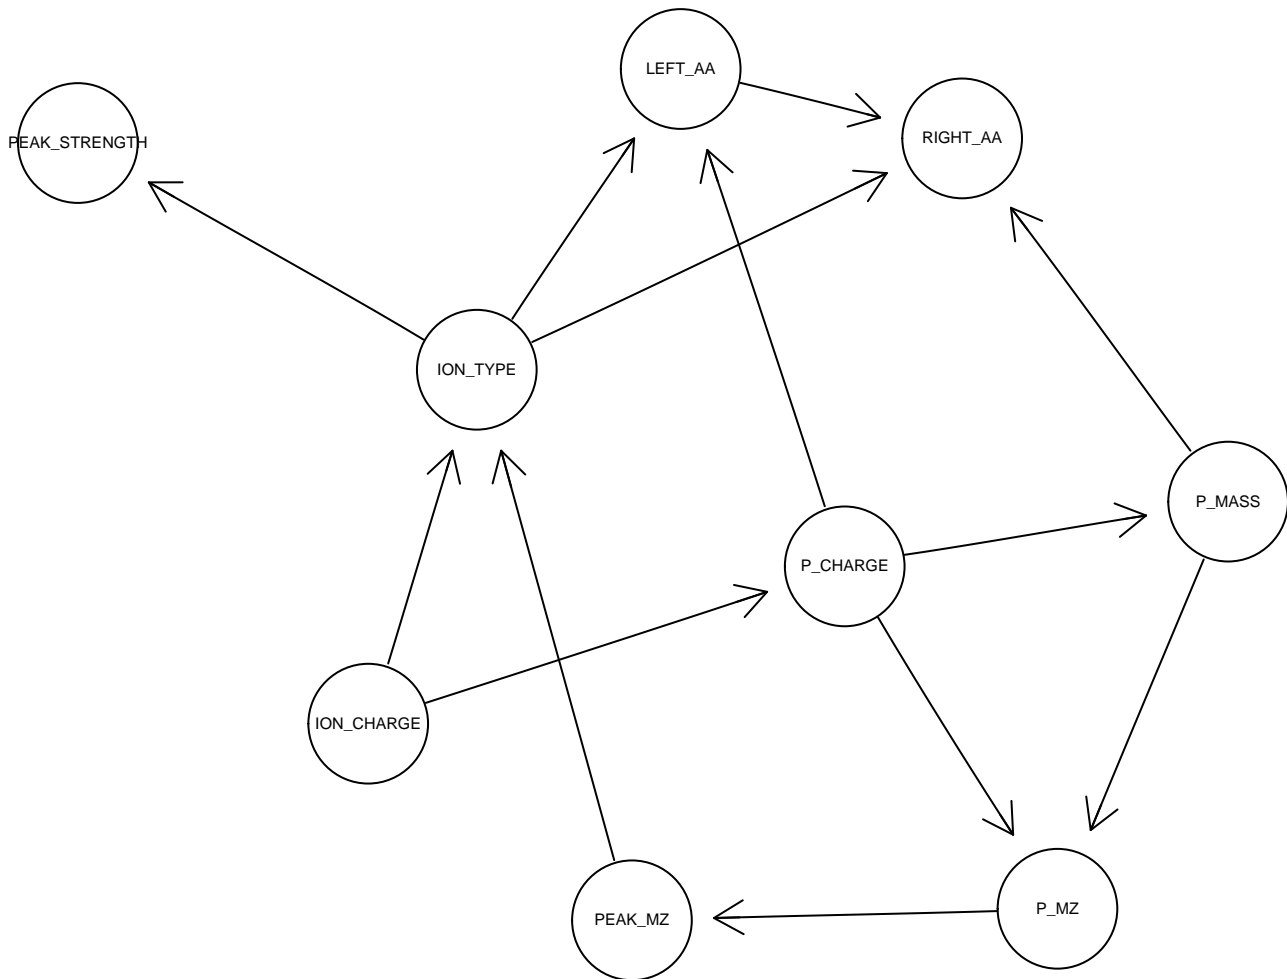 LEFT_AA
RIGHT_AA
PEAK_STRENGTH
ION_TYPE
P_MASS
P_CHARGE
ION_CHARGE
P_MZ
PEAK_MZ